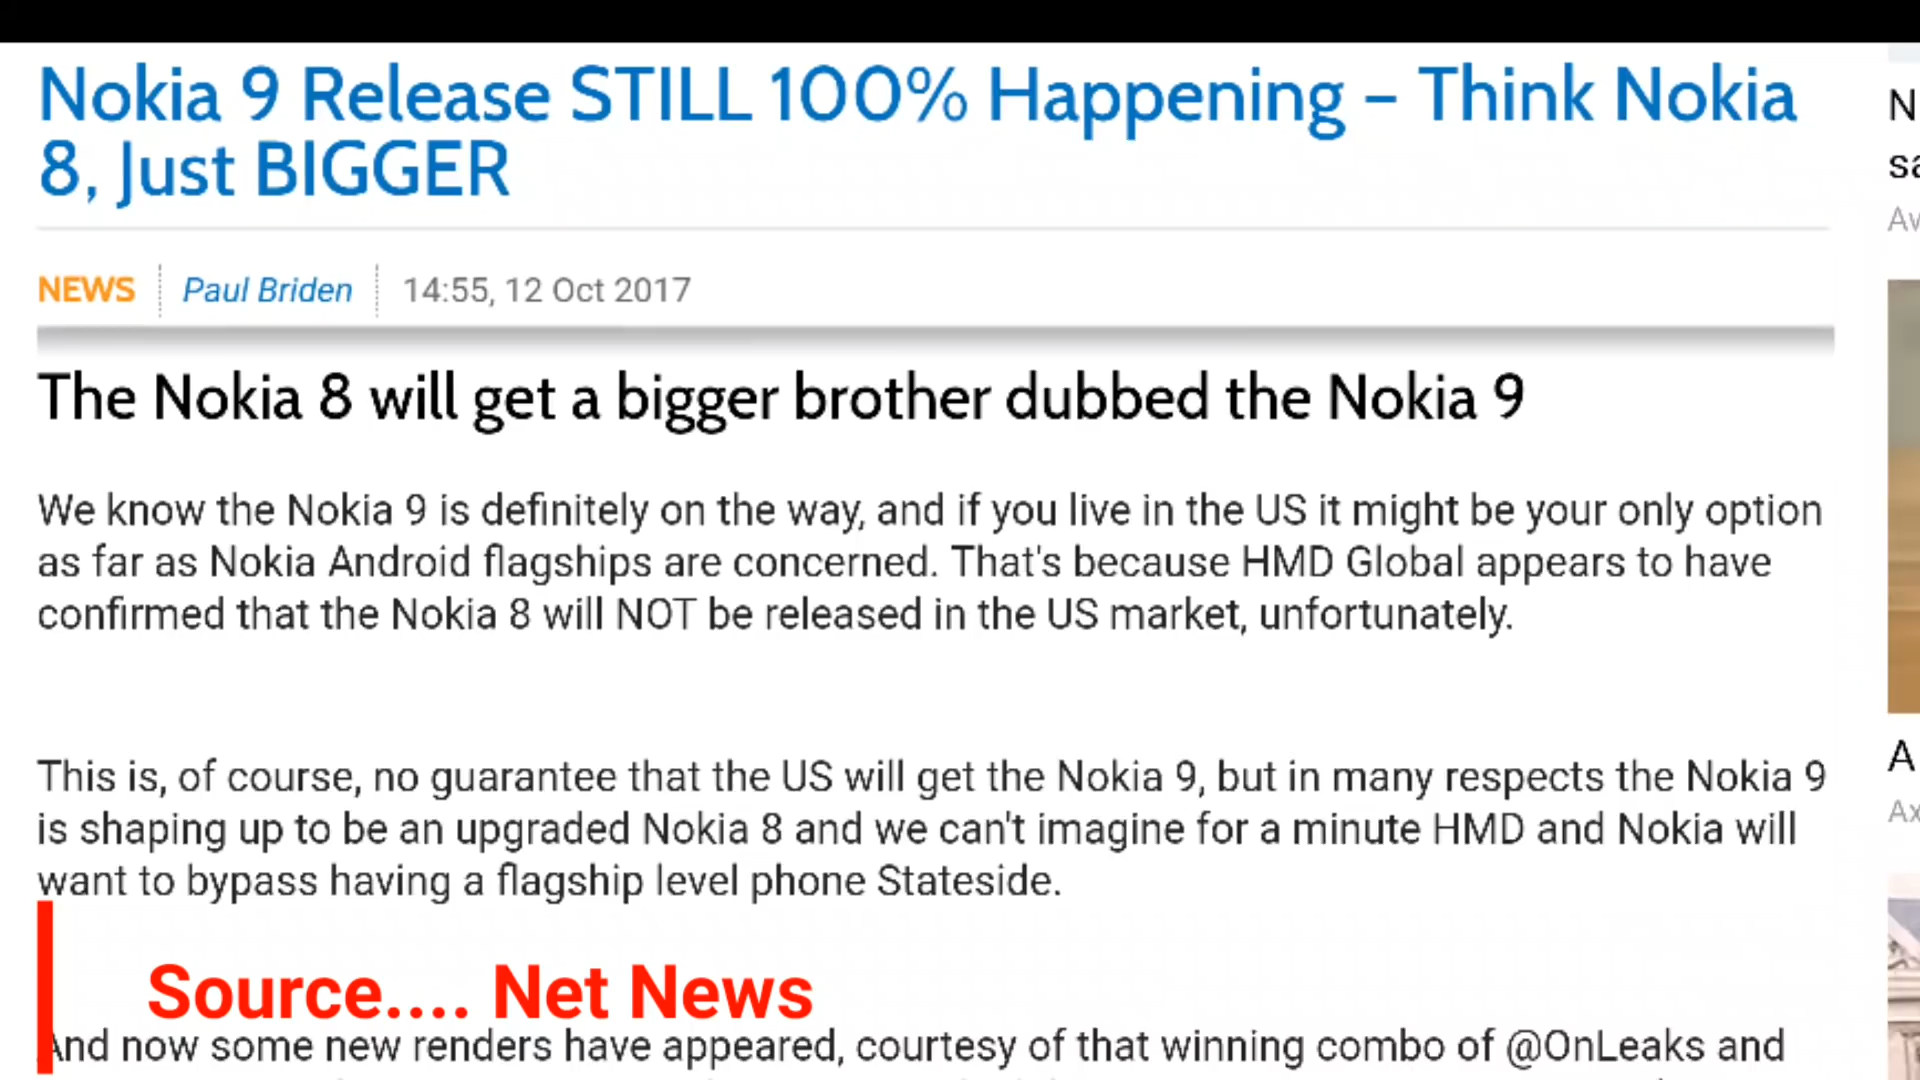 Nokia 9 Release STILL 100% Happening – Think Nokia
8, Just BIGGER
NEWS
Paul Briden
14:55, 12 Oct 2017
The Nokia 8 will get a bigger brother dubbed the Nokia 9
We know the Nokia 9 is definitely on the way, and if you live in the US it might be your only option
as far as Nokia Android flagships are concerned. That's because HMD Global appears to have
confirmed that the Nokia 8 will NOT be released in the US market, unfortunately.
This is, of course, no guarantee that the US will get the Nokia 9, but in many respects the Nokia 9
is shaping up to be an upgraded Nokia 8 and we can't imagine for a minute HMD and Nokia will
want to bypass having a flagship level phone Stateside.
Source.... Net News
And now some new renders have appeared, courtesy of that winning combo of @OnLeaks and
N
sa
Av
A
Ax